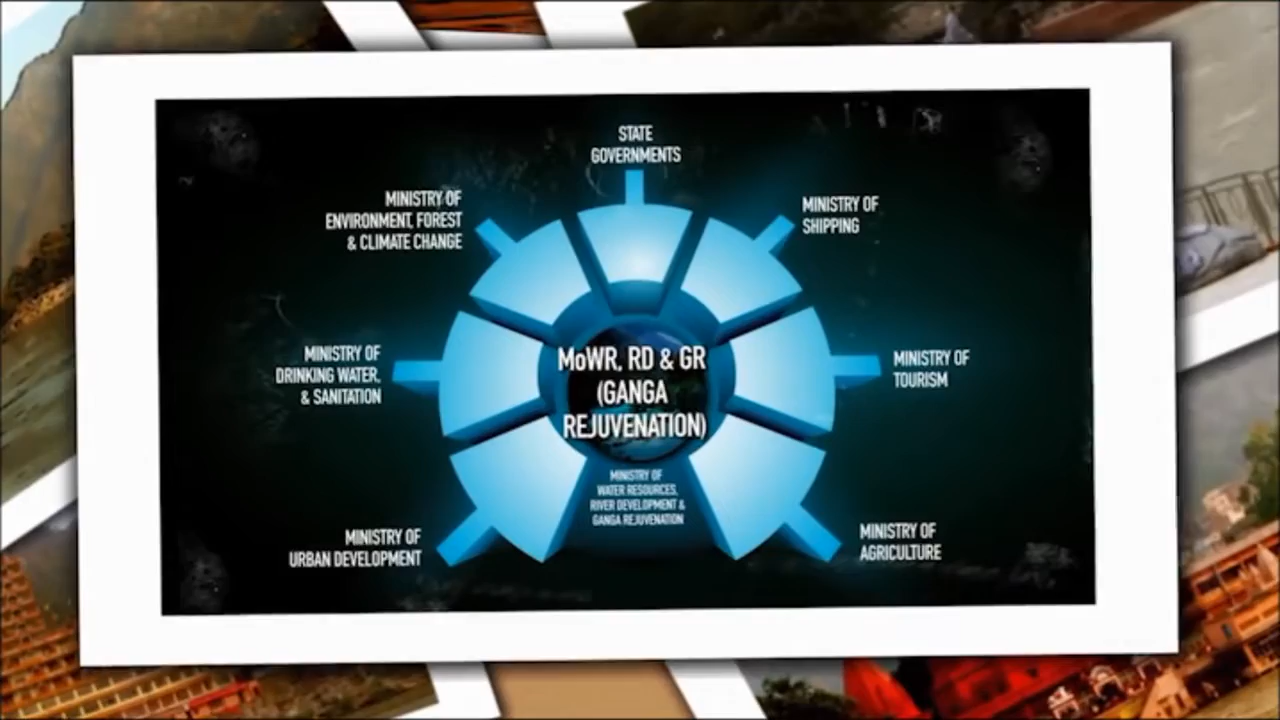 STATE
GOVERNMENTS
MINISTRY OF
ENVIRONMENT, FOREST
& CLIMATE CHANGE
MINISTRY OF
SHIPPING
MINISTRY OF
DRINKING WATER,
& SANITATION
MoWR, RD & GR
(GANGA
REJUVENATION)
MINISTRY OF
TOURISM
MINISTRY OF
WATER RESOURCES,
RIVER DEVELOPMENT &
GANGA REJUVENATION
MINISTRY OF
URBAN DEVELOPMENT
MINISTRY OF
AGRICULTURE